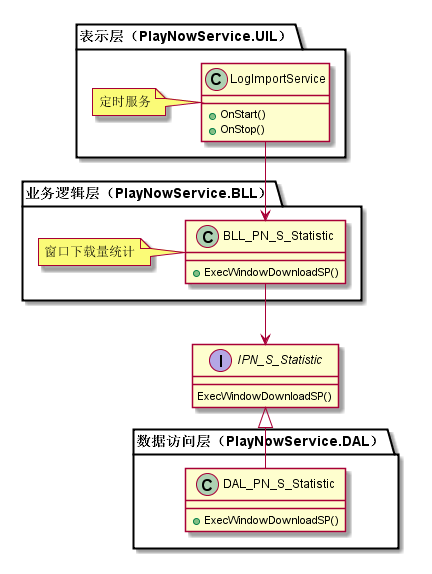 表示层（PlayNowService.UIL）
C LogImportService
定时服务
OnStart()
OnStop()
业务逻辑层（PlayNowService.BLL）
C BLL_PN_S_Statistic
窗口下载量统计
ExecWindowDownloadSP()
I IPN_S_Statistic
ExecWindowDownloadSP()
数据访问层（PlayNowService.DAL）
C DAL_PN_S_Statistic
ExecWindowDownloadSP()